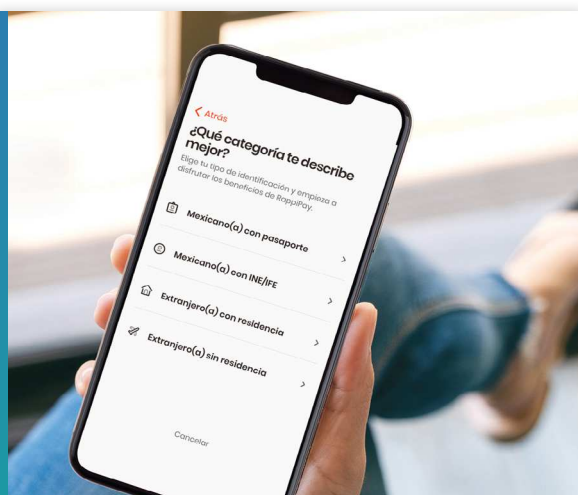 Atrás
¿Qué categoría te describe
mejor?
Elige tu tipo de identificación y empieza a
disfrutar los beneficios de RappiPay.
Mexicano(a) con pasaporte
Mexicano(a) con INE/IFE
Extranjero(a) con residencia
Extranjero(a) sin residencia
Cancelar